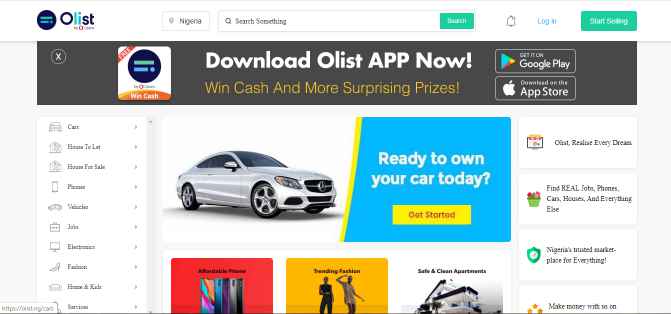 Olist
by Opera
Nigeria
Search Something
Search
Log In
Start Selling
X
FREE
Win Cash
Download Olist APP Now!
Win Cash And More Surprising Prizes!
GET IT ON
Google Play
Download on the
App Store
Cars
House To Let
House For Sale
Phones
Vehicles
Jobs
Electronics
Fashion
Home & Kids
Services
Ready to own
your car today?
Get Started
Affordable Phone
Trending Fashion
Safe & Clean Apartments
Olist, Realise Every Dream
Find REAL Jobs, Phones,
Cars, Houses, And Everything
Else
Nigeria's trusted market-
place for Everything!
Make money with us on
https://olist.ng/cars